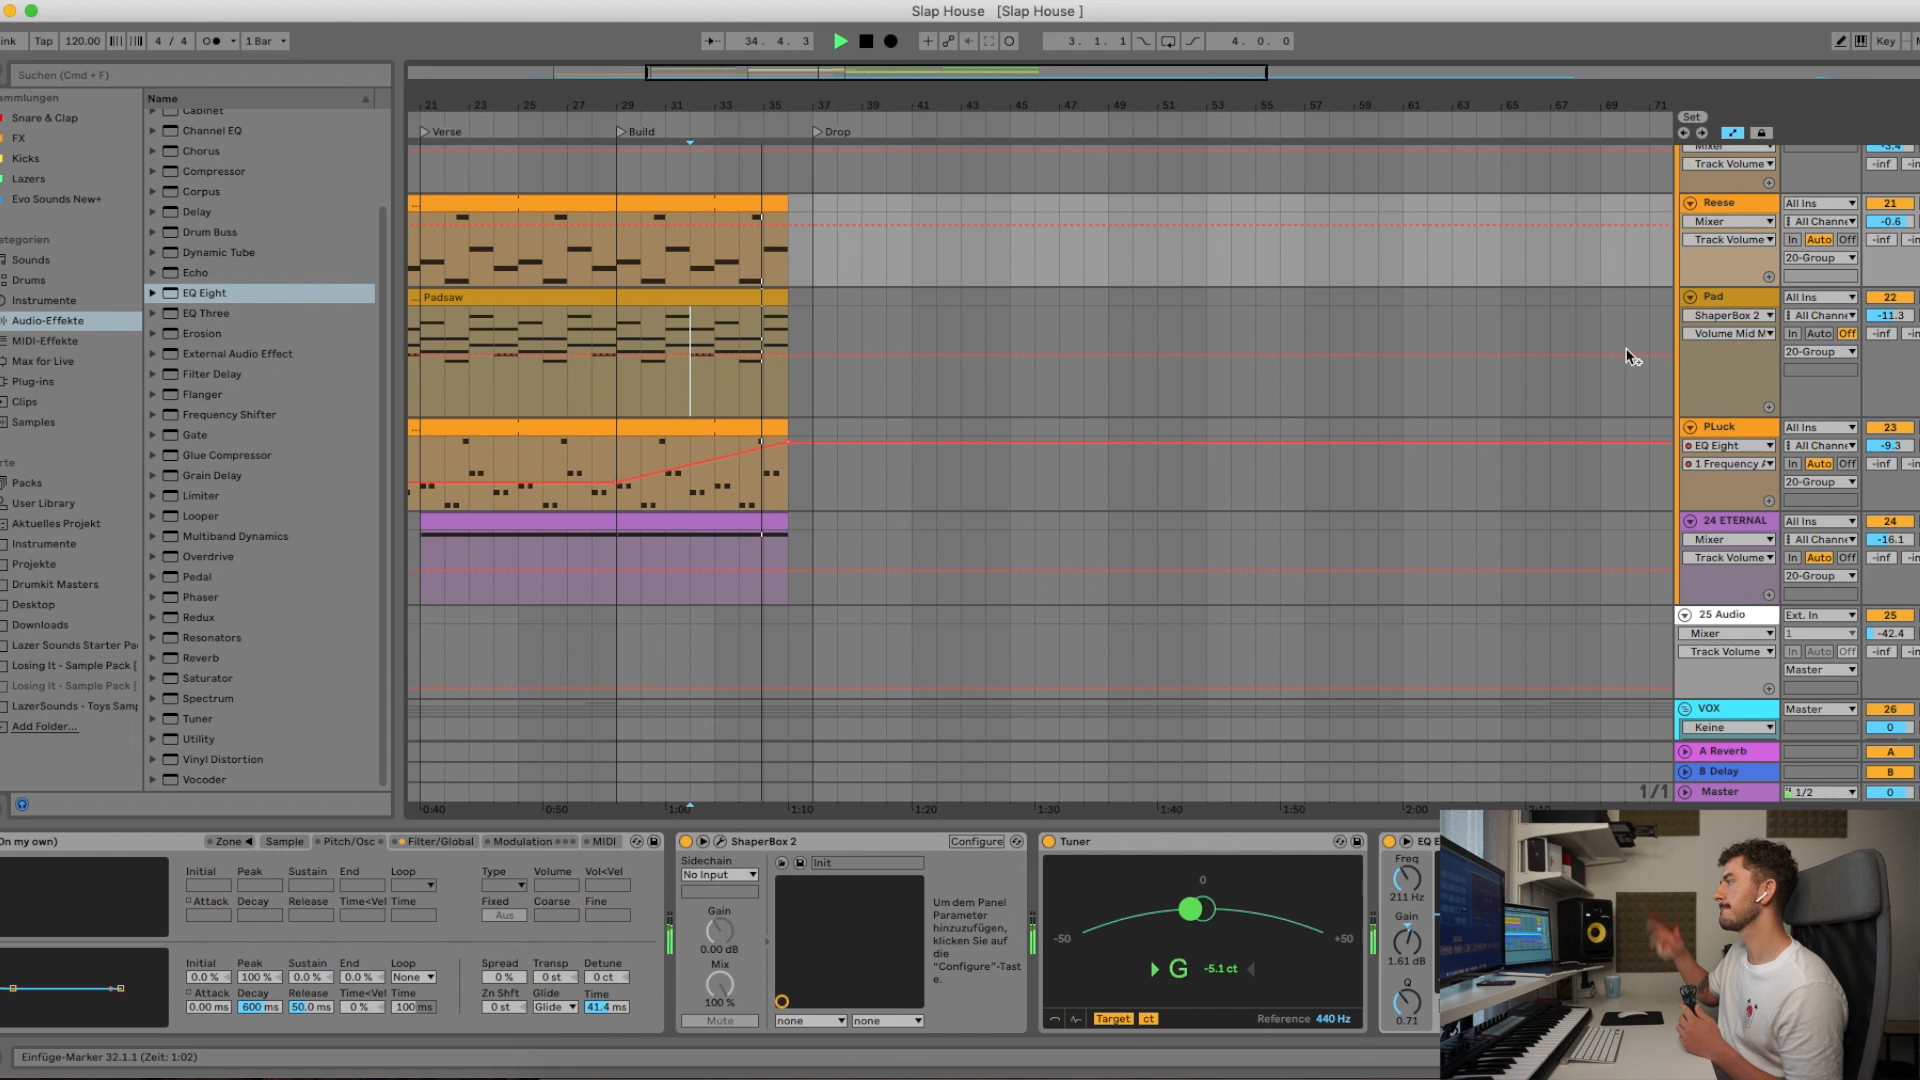 Slap House [Slap House ]
ink Tap 120.00 4 / 4 1 Bar 34. 4. 3 3. 1. 1 4. 0. 0 Key
Suchen (Cmd + F)
ammlungen
Snare & Clap
FX
Kicks
Lazers
Evo Sounds New+
ategorien
Sounds
Drums
Instrumente
Audio-Effekte
MIDI-Effekte
Max for Live
Plug-ins
Clips
Samples
rte
Packs
User Library
Aktuelles Projekt
Instrumente
Projekte
Drumkit Masters
Desktop
Downloads
Lazer Sounds Starter Pa
Losing It - Sample Pack [
Losing It - Sample Pack [
LazerSounds - Toys Samp
Add Folder...
Name
Cabinet
Channel EQ
Chorus
Compressor
Corpus
Delay
Drum Buss
Dynamic Tube
Echo
EQ Eight
EQ Three
Erosion
External Audio Effect
Filter Delay
Flanger
Frequency Shifter
Gate
Glue Compressor
Grain Delay
Limiter
Looper
Multiband Dynamics
Overdrive
Pedal
Phaser
Redux
Resonators
Reverb
Saturator
Spectrum
Tuner
Utility
Vinyl Distortion
Vocoder
21 23 25 27 29 31 33 35 37 39 41 43 45 47 49 51 53 55 57 59 61 63 65 67 69 71
Verse Build Drop
... Padsaw
0:40 0:50 1:00 1:10 1:20 1:30 1:40 1:50 2:00 2:10
1/1
Set
Mixer -3.4
Track Volume -inf
Reese All Ins 21
Mixer All Channe -0.6
Track Volume In Auto Off -inf
20-Group
Pad All Ins 22
ShaperBox 2 All Channe -11.3
Volume Mid M In Auto Off -inf
20-Group
PLuck All Ins 23
EQ Eight All Channe -9.3
1 Frequency A In Auto Off -inf
20-Group
24 ETERNAL All Ins 24
Mixer All Channe -16.1
Track Volume In Auto Off -inf
20-Group
25 Audio Ext. In 25
Mixer 1 -42.4
Track Volume In Auto Off -inf
Master
VOX Master 26
Keine 0
A Reverb A
B Delay B
Master 1/2 0
On my own) Zone Sample Pitch/Osc Filter/Global Modulation MIDI
Initial Peak Sustain End Loop Type Volume Vol<Vel
Attack Decay Release Time<Vel Time Fixed Coarse Fine
Aus
Initial Peak Sustain End Loop Spread Transp Detune
0.0 % 100 % 0.0 % 0.0 % None 0 % 0 st 0 ct
Attack Decay Release Time<Vel Time Zn Shft Glide Time
0.00 ms 600 ms 50.0 ms 0 % 100 ms 0 st Glide 41.4 ms
ShaperBox 2 Configure
Sidechain
No Input
Gain
0.00 dB
Mix
100 %
Mute
Init
none none
Um dem Panel
Parameter
hinzuzufügen,
klicken Sie auf
die
"Configure"-Tast
e.
Tuner
0
-50 +50
G -5.1 ct
Target ct Reference 440 Hz
EQ E
Freq
211 Hz
Gain
1.61 dB
Q
0.71
Einfüge-Marker 32.1.1 (Zeit: 1:02)